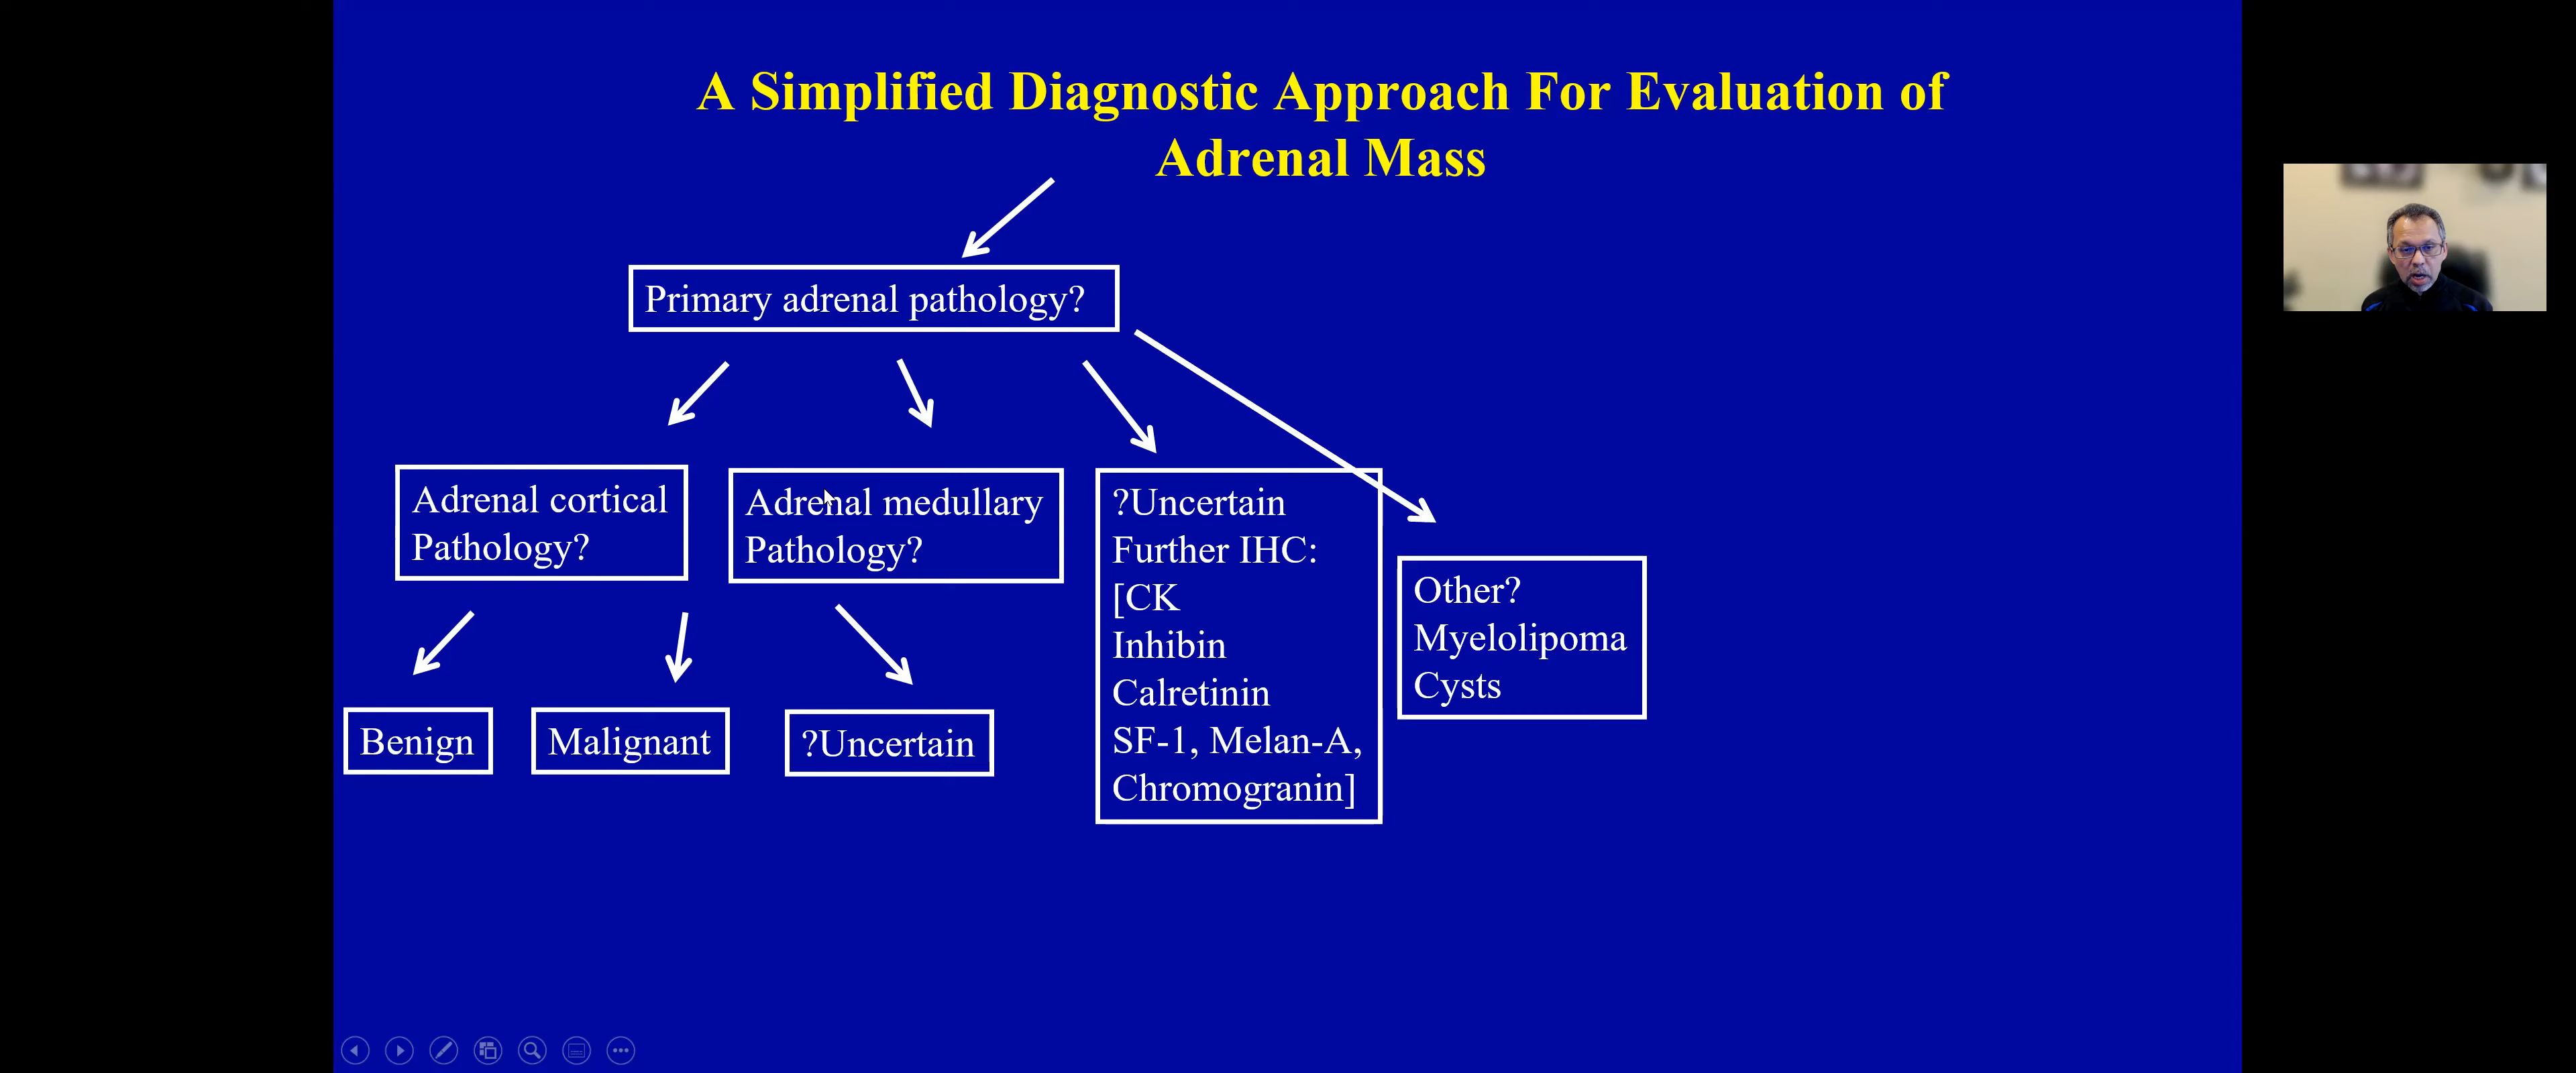 A Simplified Diagnostic Approach For Evaluation of
Adrenal Mass
Primary adrenal pathology?
Adrenal cortical
Pathology?
Adrenal medullary
Pathology?
?Uncertain
Further IHC:
[CK
Inhibin
Calretinin
SF-1, Melan-A,
Chromogranin]
Other?
Myelolipoma
Cysts
Benign
Malignant
?Uncertain